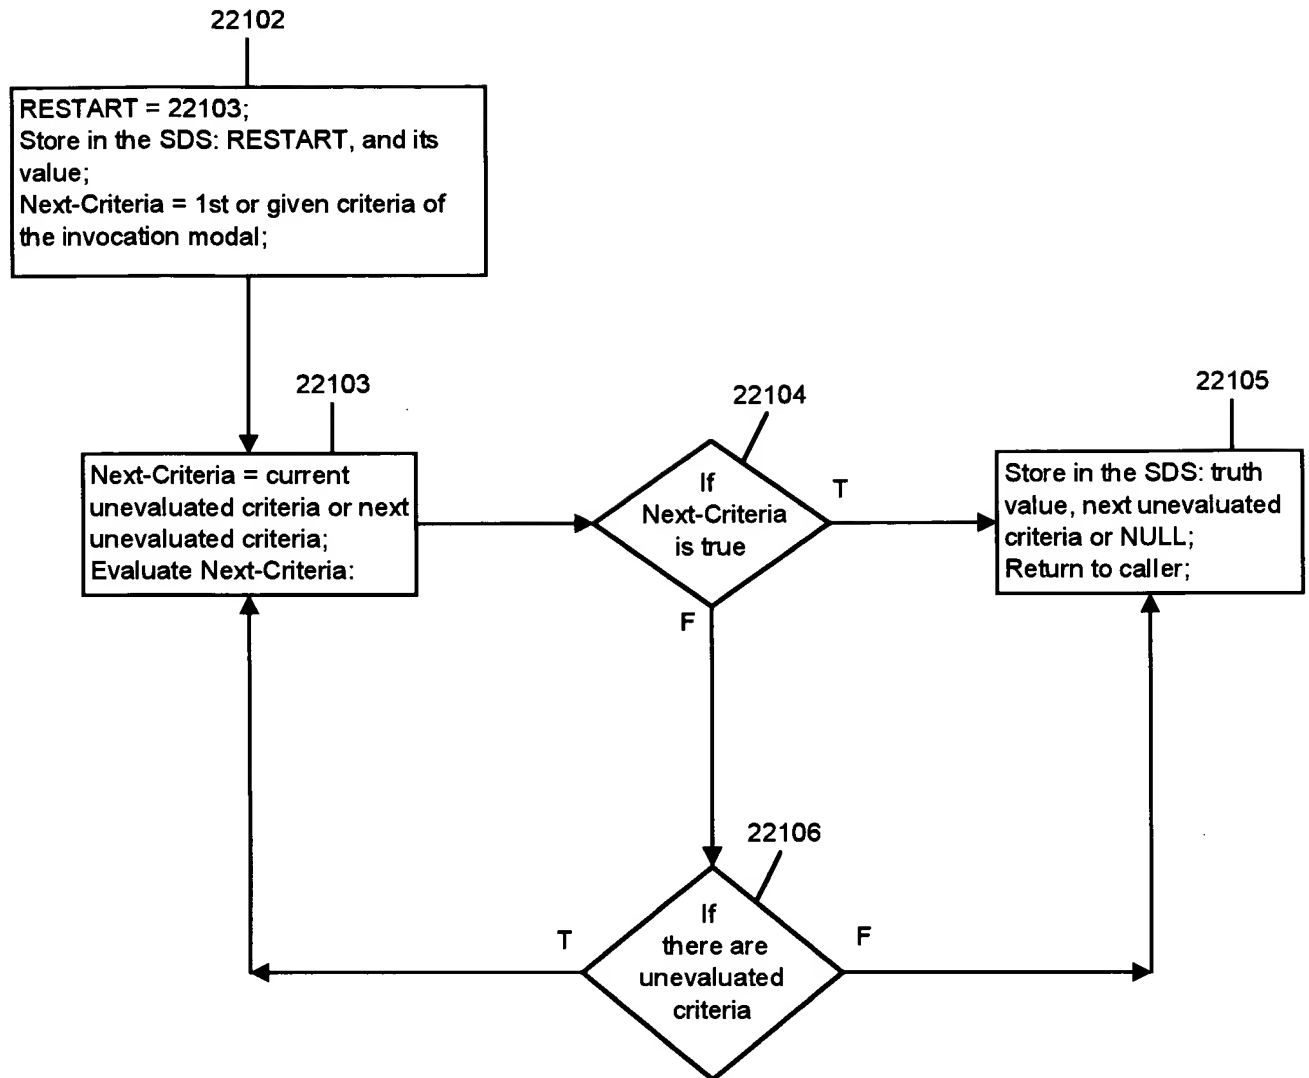 22102
RESTART = 22103;
Store in the SDS: RESTART, and its
value;
Next-Criteria = 1st or given criteria of
the invocation modal;
22103
Next-Criteria = current
unevaluated criteria or next
unevaluated criteria;
Evaluate Next-Criteria:
22104
If
Next-Criteria
is true
T
F
22105
Store in the SDS: truth
value, next unevaluated
criteria or NULL;
Return to caller;
22106
If
there are
unevaluated
criteria
T
F